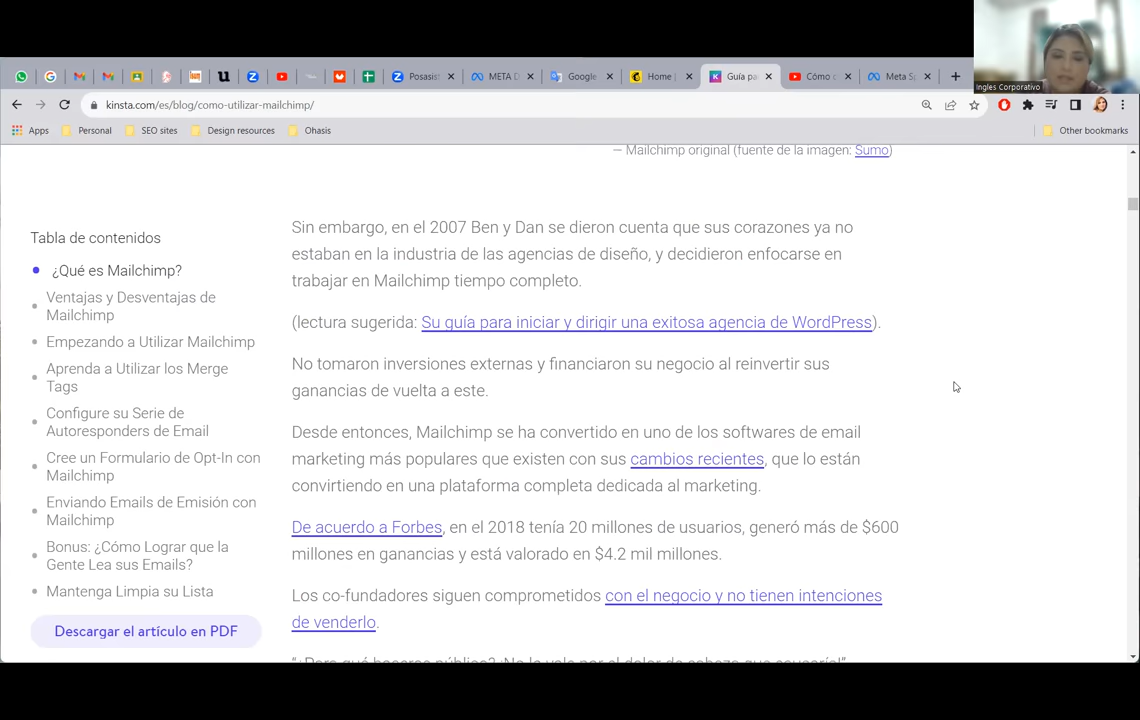 Ingles Corporativo
Posasist
META D
Google
Home |
Guía pa
Cómo c
Meta Sp
kinsta.com/es/blog/como-utilizar-mailchimp/
Apps
Personal
SEO sites
Design resources
Ohasis
Other bookmarks
— Mailchimp original (fuente de la imagen: Sumo)
Tabla de contenidos
¿Qué es Mailchimp?
Ventajas y Desventajas de
Mailchimp
Empezando a Utilizar Mailchimp
Aprenda a Utilizar los Merge
Tags
Configure su Serie de
Autoresponders de Email
Cree un Formulario de Opt-In con
Mailchimp
Enviando Emails de Emisión con
Mailchimp
Bonus: ¿Cómo Lograr que la
Gente Lea sus Emails?
Mantenga Limpia su Lista
Descargar el artículo en PDF
Sin embargo, en el 2007 Ben y Dan se dieron cuenta que sus corazones ya no
estaban en la industria de las agencias de diseño, y decidieron enfocarse en
trabajar en Mailchimp tiempo completo.
(lectura sugerida: Su guía para iniciar y dirigir una exitosa agencia de WordPress).
No tomaron inversiones externas y financiaron su negocio al reinvertir sus
ganancias de vuelta a este.
Desde entonces, Mailchimp se ha convertido en uno de los softwares de email
marketing más populares que existen con sus cambios recientes, que lo están
convirtiendo en una plataforma completa dedicada al marketing.
De acuerdo a Forbes, en el 2018 tenía 20 millones de usuarios, generó más de $600
millones en ganancias y está valorado en $4.2 mil millones.
Los co-fundadores siguen comprometidos con el negocio y no tienen intenciones
de venderlo.